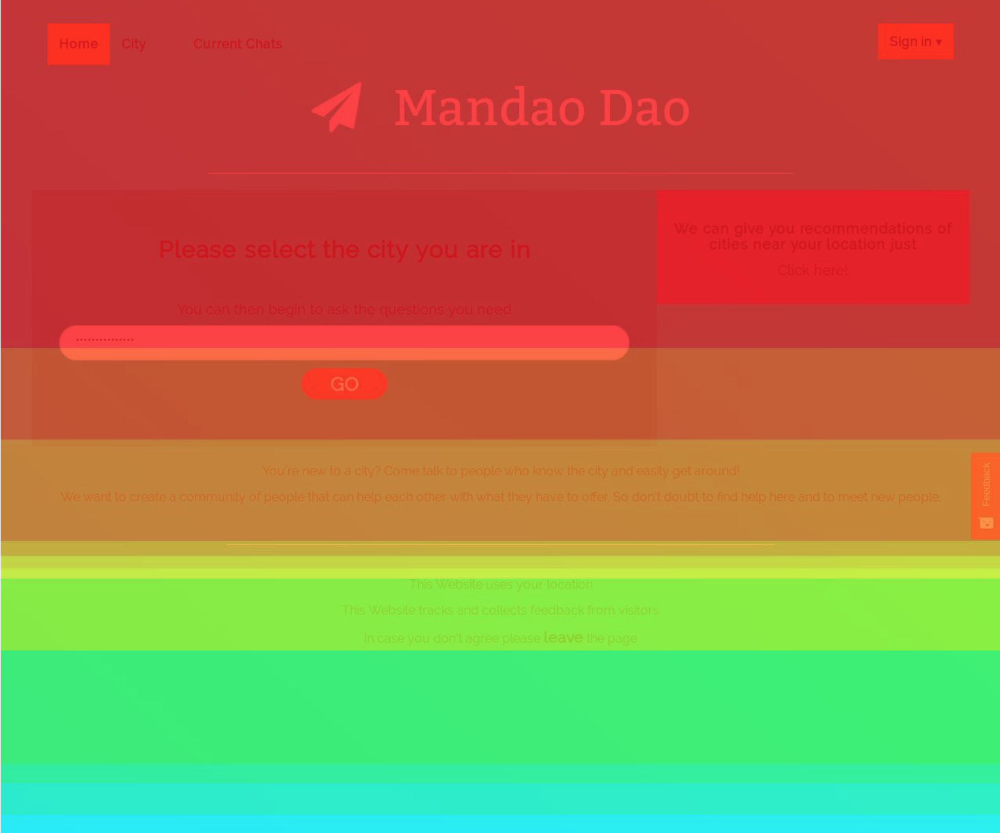 Home City Current Chats Sign in ▾
Mandao Dao
Please select the city you are in
We can give you recommendations of
cities near your location just
Click here!
You can then begin to ask the questions you need
GO
You're new to a city? Come talk to people who know the city and easily get around!
We want to create a community of people that can help each other with what they have to offer. So don't doubt to find help here and to meet new people.
Feedback
This Website uses your location
This Website tracks and collects feedback from visitors
In case you don't agree please leave the page